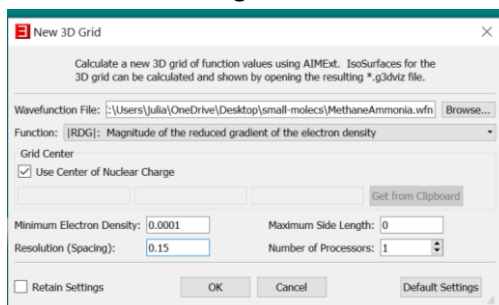 New 3D Grid
Calculate a new 3D grid of function values using AIMExt. IsoSurfaces for the
3D grid can be calculated and shown by opening the resulting *.g3dviz file.
Wavefunction File: :\Users\julia\OneDrive\Desktop\small-molecs\MethaneAmmonia.wfn Browse...
Function: |RDG|: Magnitude of the reduced gradient of the electron density
Grid Center
Use Center of Nuclear Charge
Get from Clipboard
Minimum Electron Density: 0.0001 Maximum Side Length: 0
Resolution (Spacing): 0.15 Number of Processors: 1
Retain Settings OK Cancel Default Settings